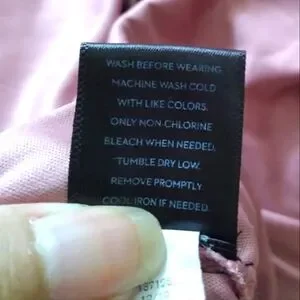 WASH BEFORE WEARING.
MACHINE WASH COLD
WITH LIKE COLORS.
ONLY NON-CHLORINE
BLEACH WHEN NEEDED.
TUMBLE DRY LOW.
REMOVE PROMPTLY.
COOL IRON IF NEEDED.